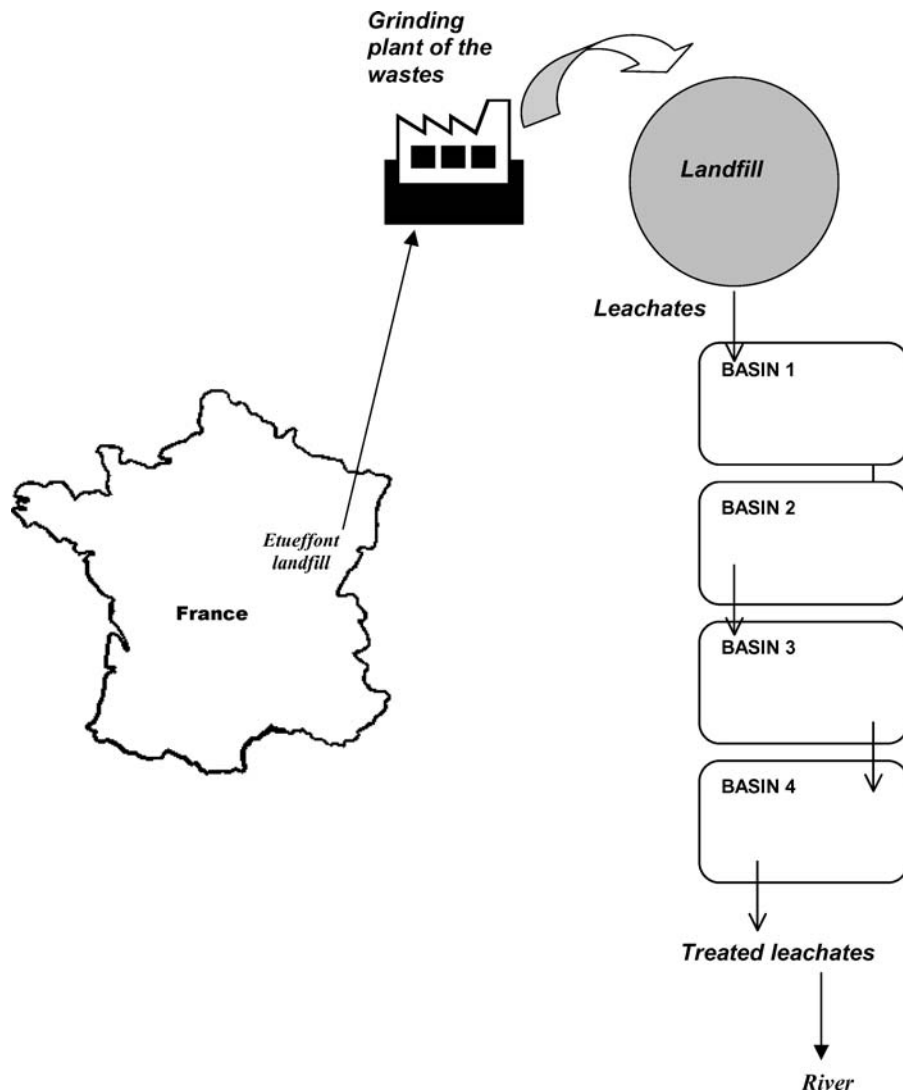 Grinding
plant of the
wastes
Landfill
Leachates
BASIN 1
BASIN 2
Etueffont
landfill
France
BASIN 3
BASIN 4
Treated leachates
River